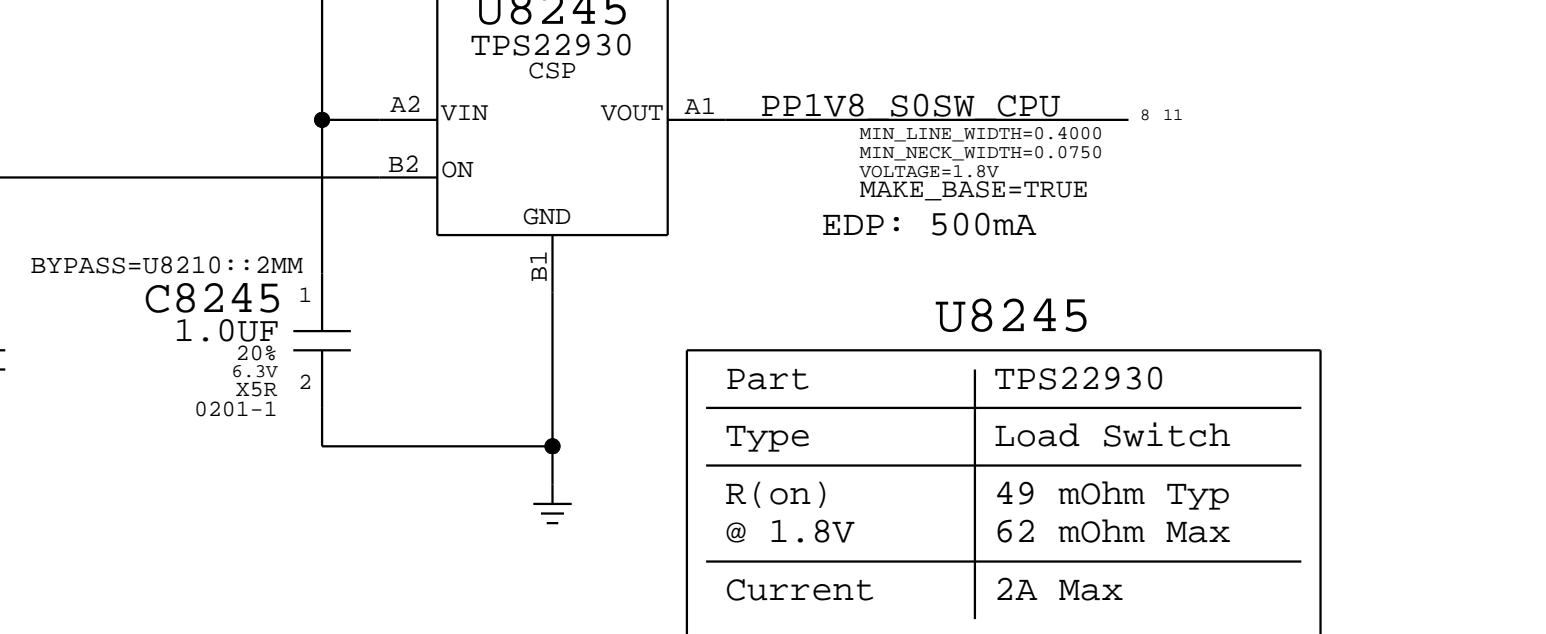 U8245
TPS22930
CSP
A2
VIN
VOUT
A1
PP1V8_S0SW_CPU
8 11
MIN_LINE_WIDTH=0.4000
MIN_NECK_WIDTH=0.0750
VOLTAGE=1.8V
MAKE_BASE=TRUE
B2
ON
GND
EDP: 500mA
B1
BYPASS=U8210::2MM
C8245
1
1.0UF
20%
6.3V
X5R
0201-1
2
U8245
Part TPS22930
Type Load Switch
R(on) 49 mOhm Typ
@ 1.8V 62 mOhm Max
Current 2A Max